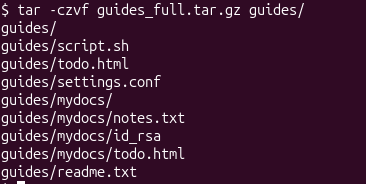 $ tar -czvf guides_full.tar.gz guides/
guides/
guides/script.sh
guides/todo.html
guides/settings.conf
guides/mydocs/
guides/mydocs/notes.txt
guides/mydocs/id_rsa
guides/mydocs/todo.html
guides/readme.txt